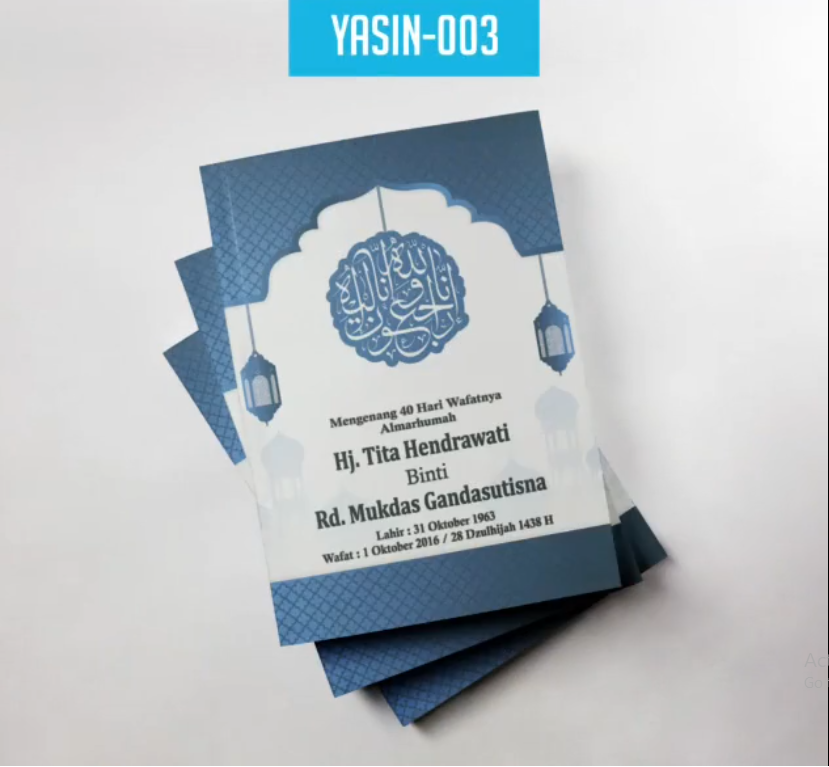 YASIN-003
إنا لله وإنا إليه راجعون
Mengenang 40 Hari Wafatnya
Almarhumah
Hj. Tita Hendrawati
Binti
Rd. Mukdas Gandasutisna
Lahir : 31 Oktober 1963
Wafat : 1 Oktober 2016 / 28 Dzulhijah 1438 H